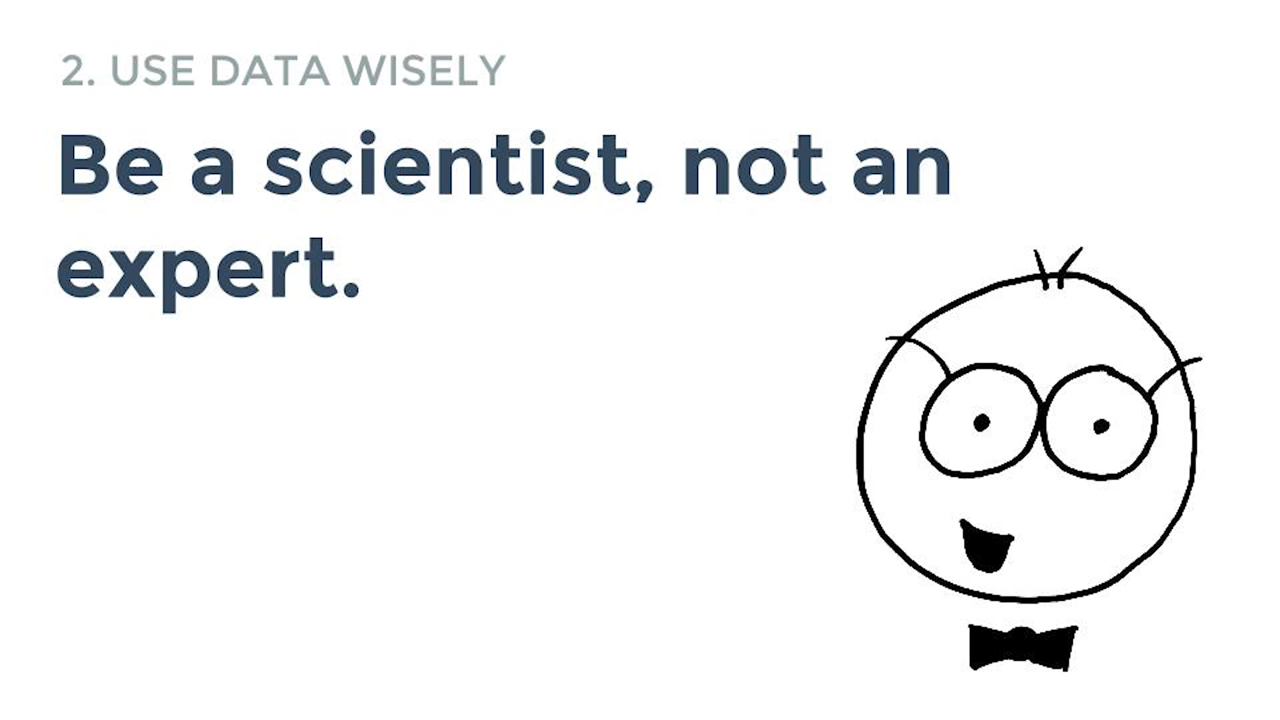 2. USE DATA WISELY
Be a scientist, not an
expert.